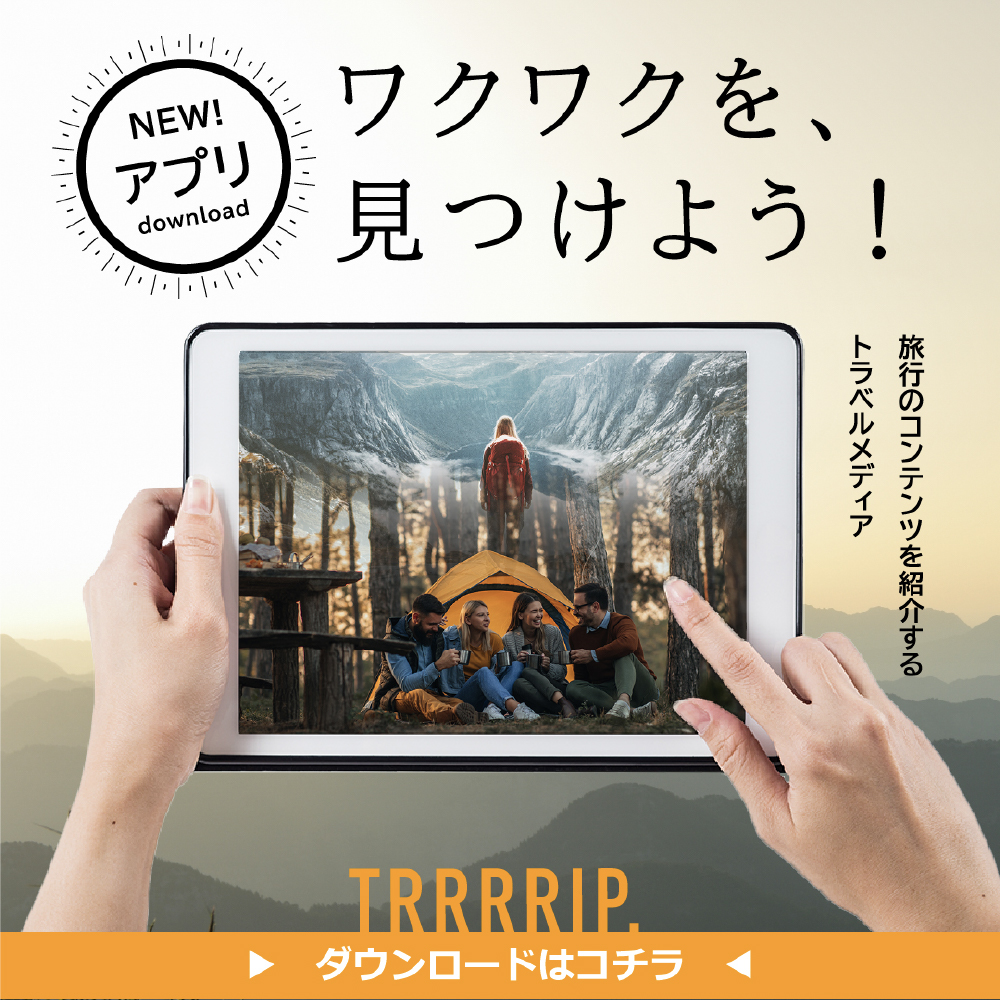 NEW!
アプリ
download
ワクワクを、
見つけよう！
旅行のコンテンツを紹介する
トラベルメディア
TRRRRIP.
▶ ダウンロードはコチラ ◀